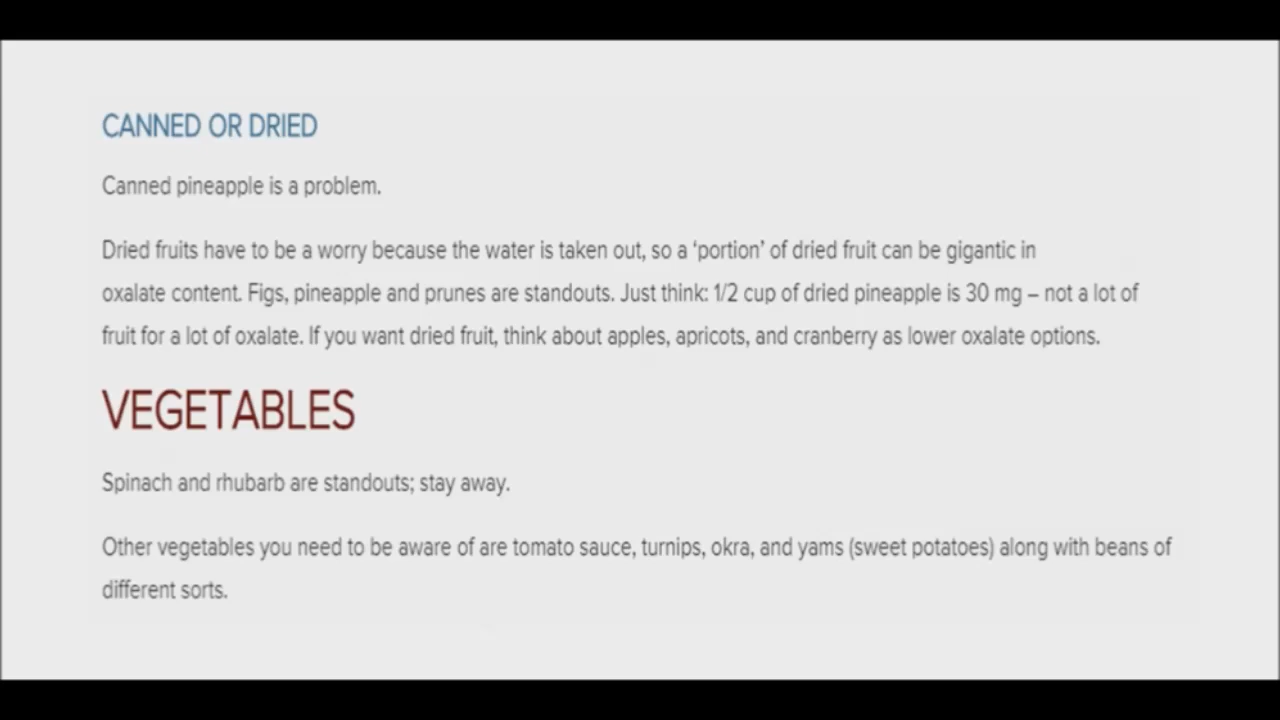 CANNED OR DRIED
Canned pineapple is a problem.
Dried fruits have to be a worry because the water is taken out, so a ‘portion’ of dried fruit can be gigantic in
oxalate content. Figs, pineapple and prunes are standouts. Just think: 1/2 cup of dried pineapple is 30 mg – not a lot of
fruit for a lot of oxalate. If you want dried fruit, think about apples, apricots, and cranberry as lower oxalate options.
VEGETABLES
Spinach and rhubarb are standouts; stay away.
Other vegetables you need to be aware of are tomato sauce, turnips, okra, and yams (sweet potatoes) along with beans of
different sorts.